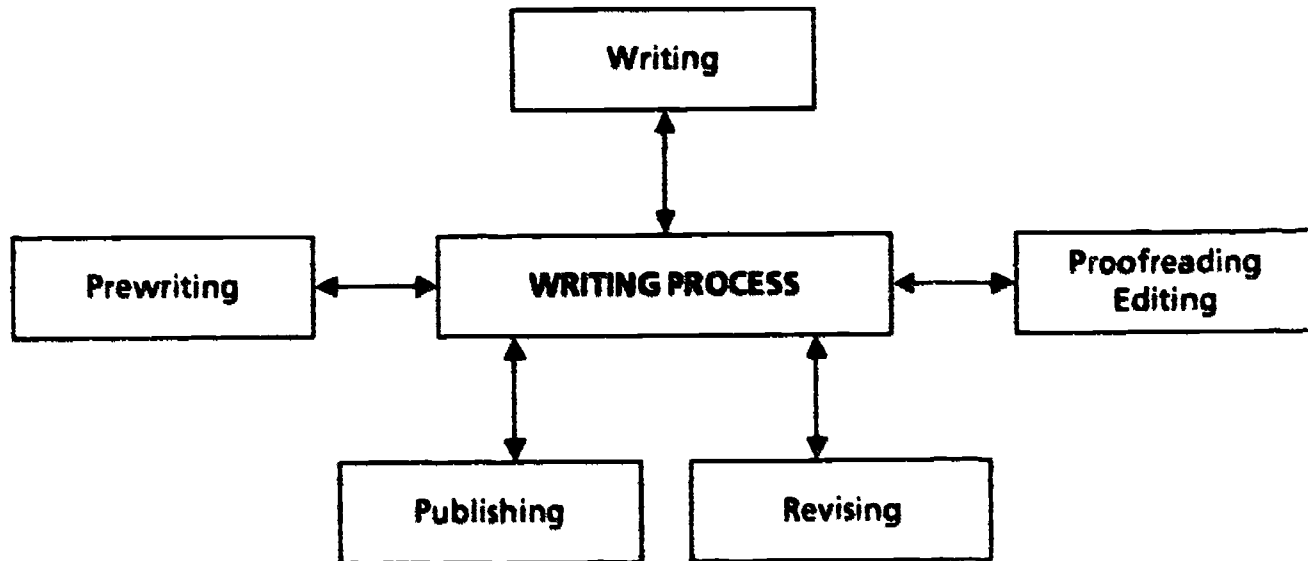 Writing
Prewriting
WRITING PROCESS
Proofreading
Editing
Publishing
Revising